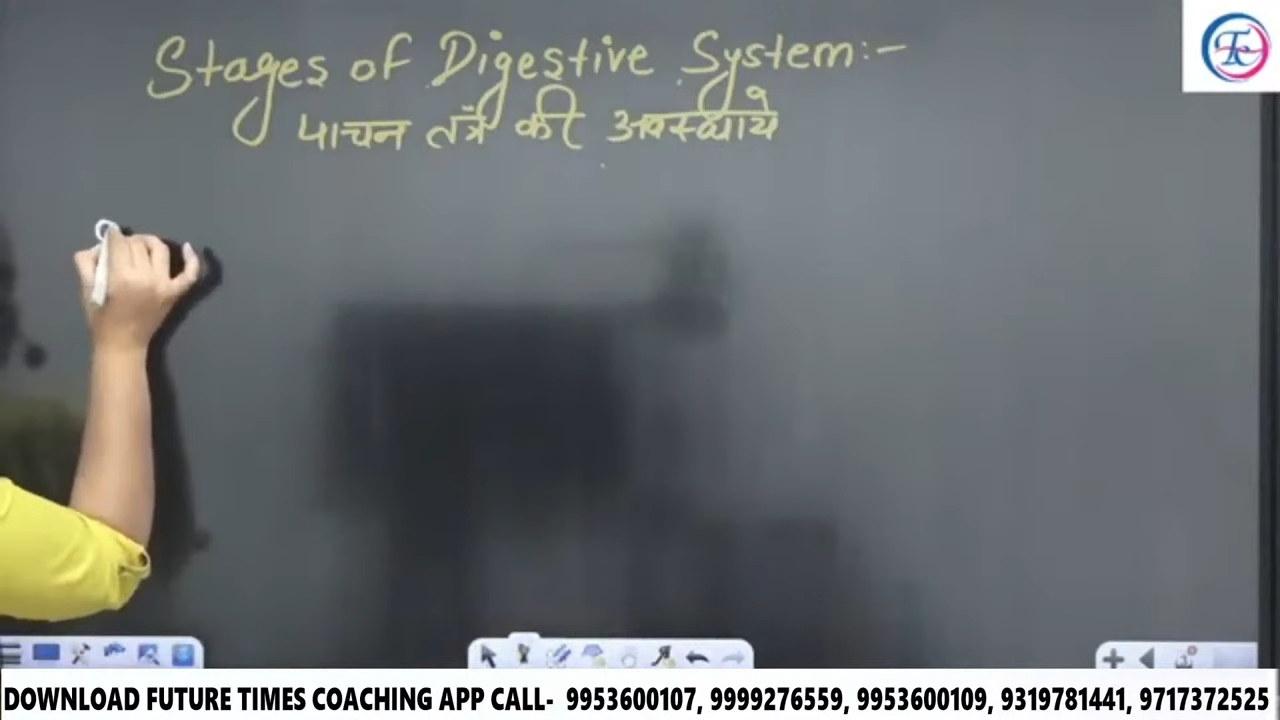 Stages of Digestive System:-
पाचन तंत्र की अवस्थाये
DOWNLOAD FUTURE TIMES COACHING APP CALL- 9953600107, 9999276559, 9953600109, 9319781441, 9717372525